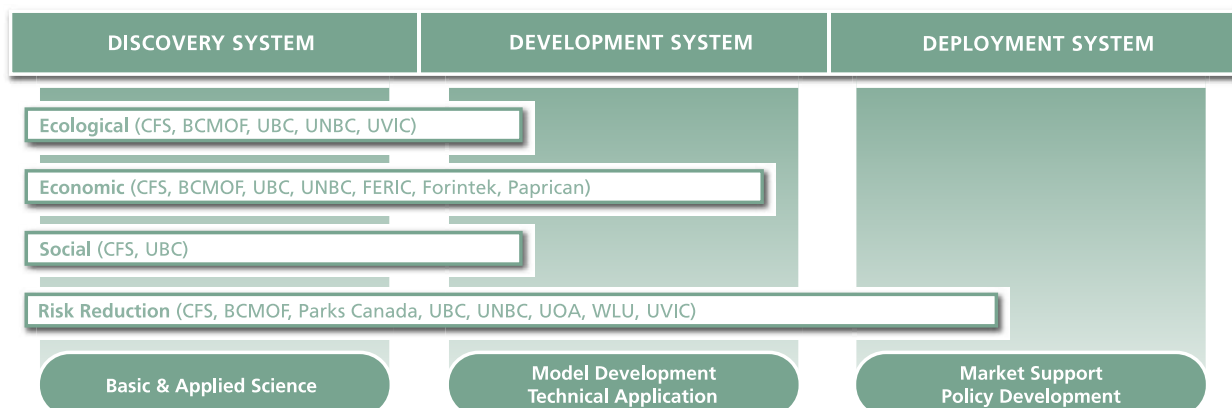 DISCOVERY SYSTEM
DEVELOPMENT SYSTEM
DEPLOYMENT SYSTEM
Ecological (CFS, BCMOF, UBC, UNBC, UVIC)
Economic (CFS, BCMOF, UBC, UNBC, FERIC, Forintek, Paprican)
Social (CFS, UBC)
Risk Reduction (CFS, BCMOF, Parks Canada, UBC, UNBC, UOA, WLU, UVIC)
Basic & Applied Science
Model Development
Technical Application
Market Support
Policy Development